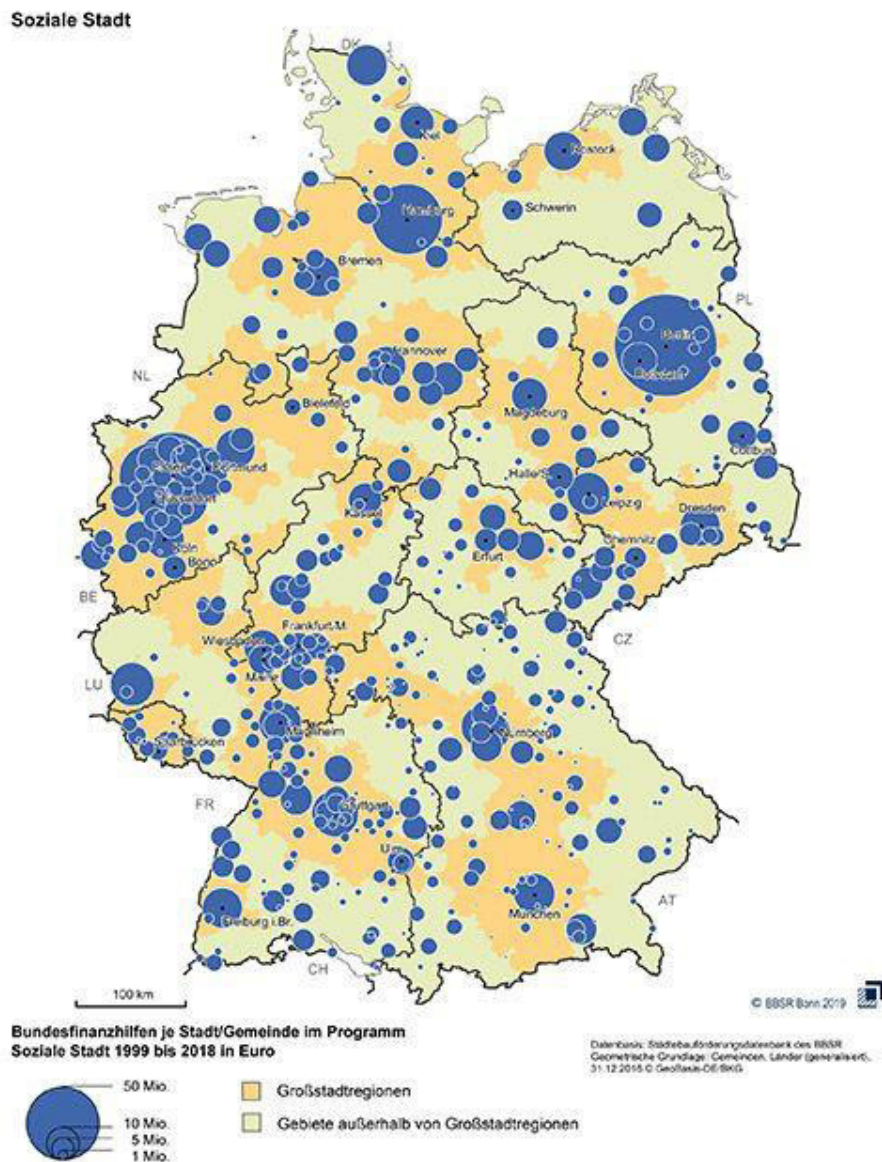 Soziale Stadt
DK
Kiel
Rostock
Hamburg
Schwerin
Bremen
PL
Berlin
NL
Hannover
Bielefeld
Magdeburg
Cottbus
Essen
Dortmund
Düsseldorf
Halle/S.
Leipzig
Kassel
Dresden
Köln
Erfurt
Chemnitz
Bonn
BE
Frankfurt/M.
CZ
Wiesbaden
Mainz
LU
Mannheim
Nürnberg
Saarbrücken
FR
Stuttgart
Ulm
AT
München
Freiburg i.Br.
CH
100 km
© BBSR Bonn 2019
Bundesfinanzhilfen je Stadt/Gemeinde im Programm
Soziale Stadt 1999 bis 2018 in Euro
Datenbasis: Städtebauförderungsdatenbank des BBSR
Geometrische Grundlage: Gemeinden, Länder (generalisiert),
31.12.2016 © GeoBasis-DE/BKG
50 Mio.
10 Mio.
5 Mio.
1 Mio.
Großstadtregionen
Gebiete außerhalb von Großstadtregionen